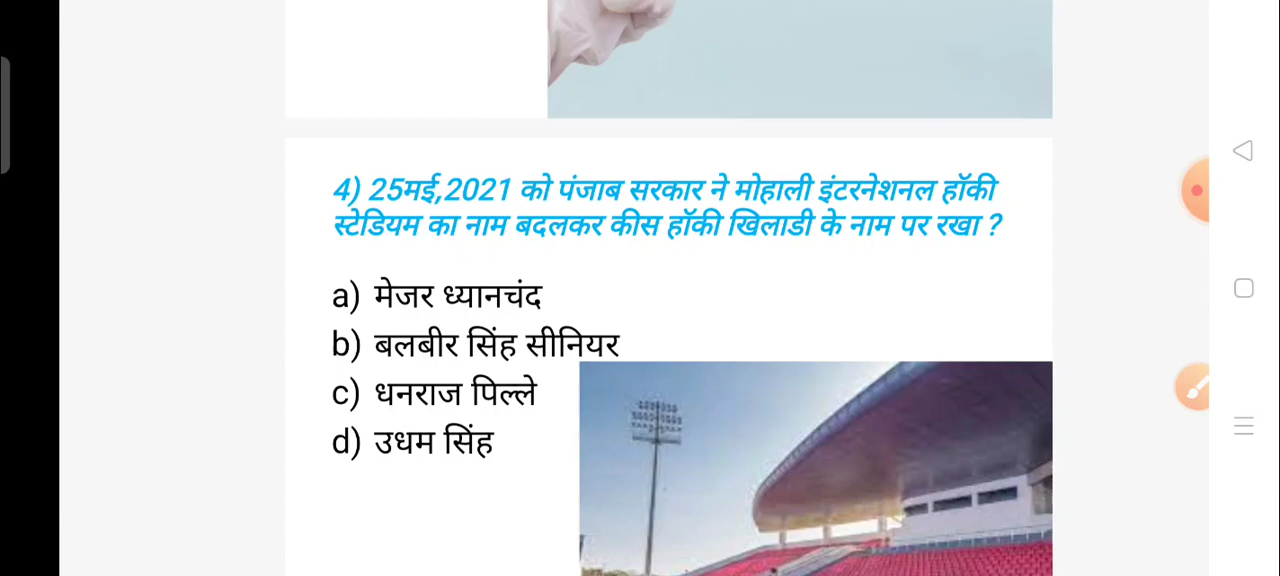 4) 25मई,2021 को पंजाब सरकार ने मोहाली इंटरनेशनल हॉकी
स्टेडियम का नाम बदलकर कीस हॉकी खिलाडी के नाम पर रखा ?
a) मेजर ध्यानचंद
b) बलबीर सिंह सीनियर
c) धनराज पिल्ले
d) उधम सिंह